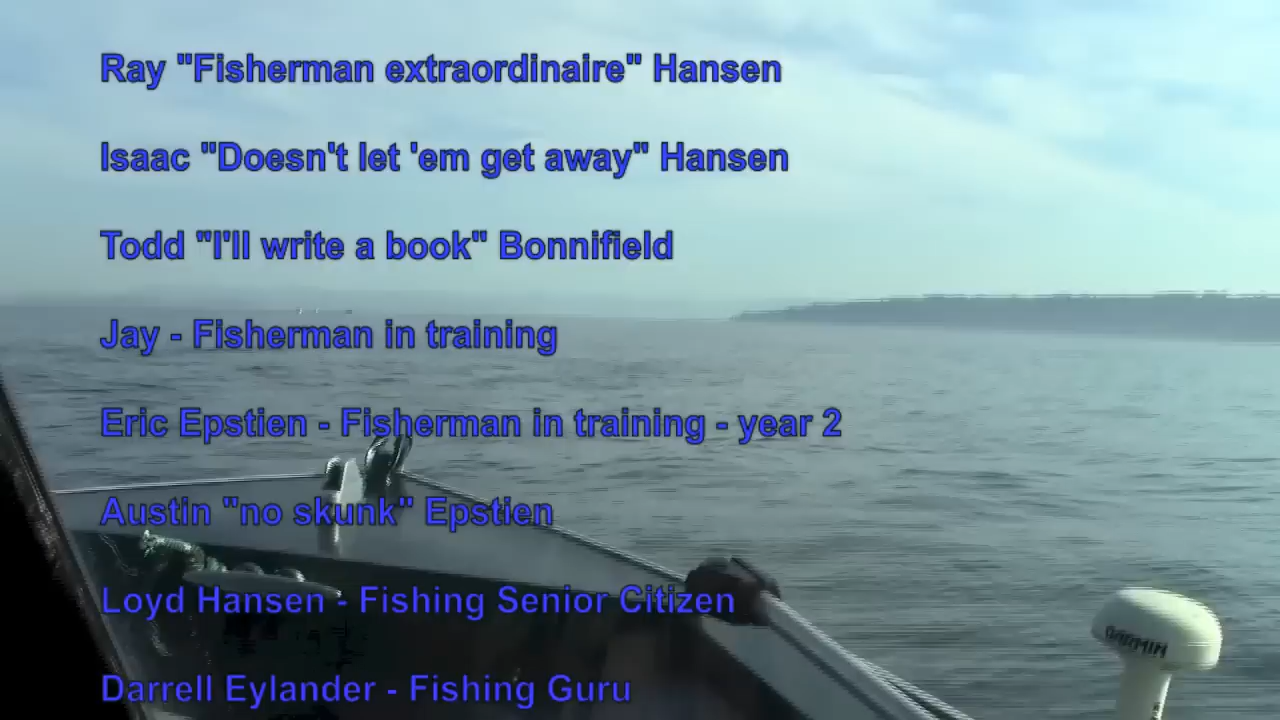 Ray "Fisherman extraordinaire" Hansen
Isaac "Doesn't let 'em get away" Hansen
Todd "I'll write a book" Bonnifield
Jay - Fisherman in training
Eric Epstien - Fisherman in training - year 2
Austin "no skunk" Epstien
Loyd Hansen - Fishing Senior Citizen
GARMIN
Darrell Eylander - Fishing Guru